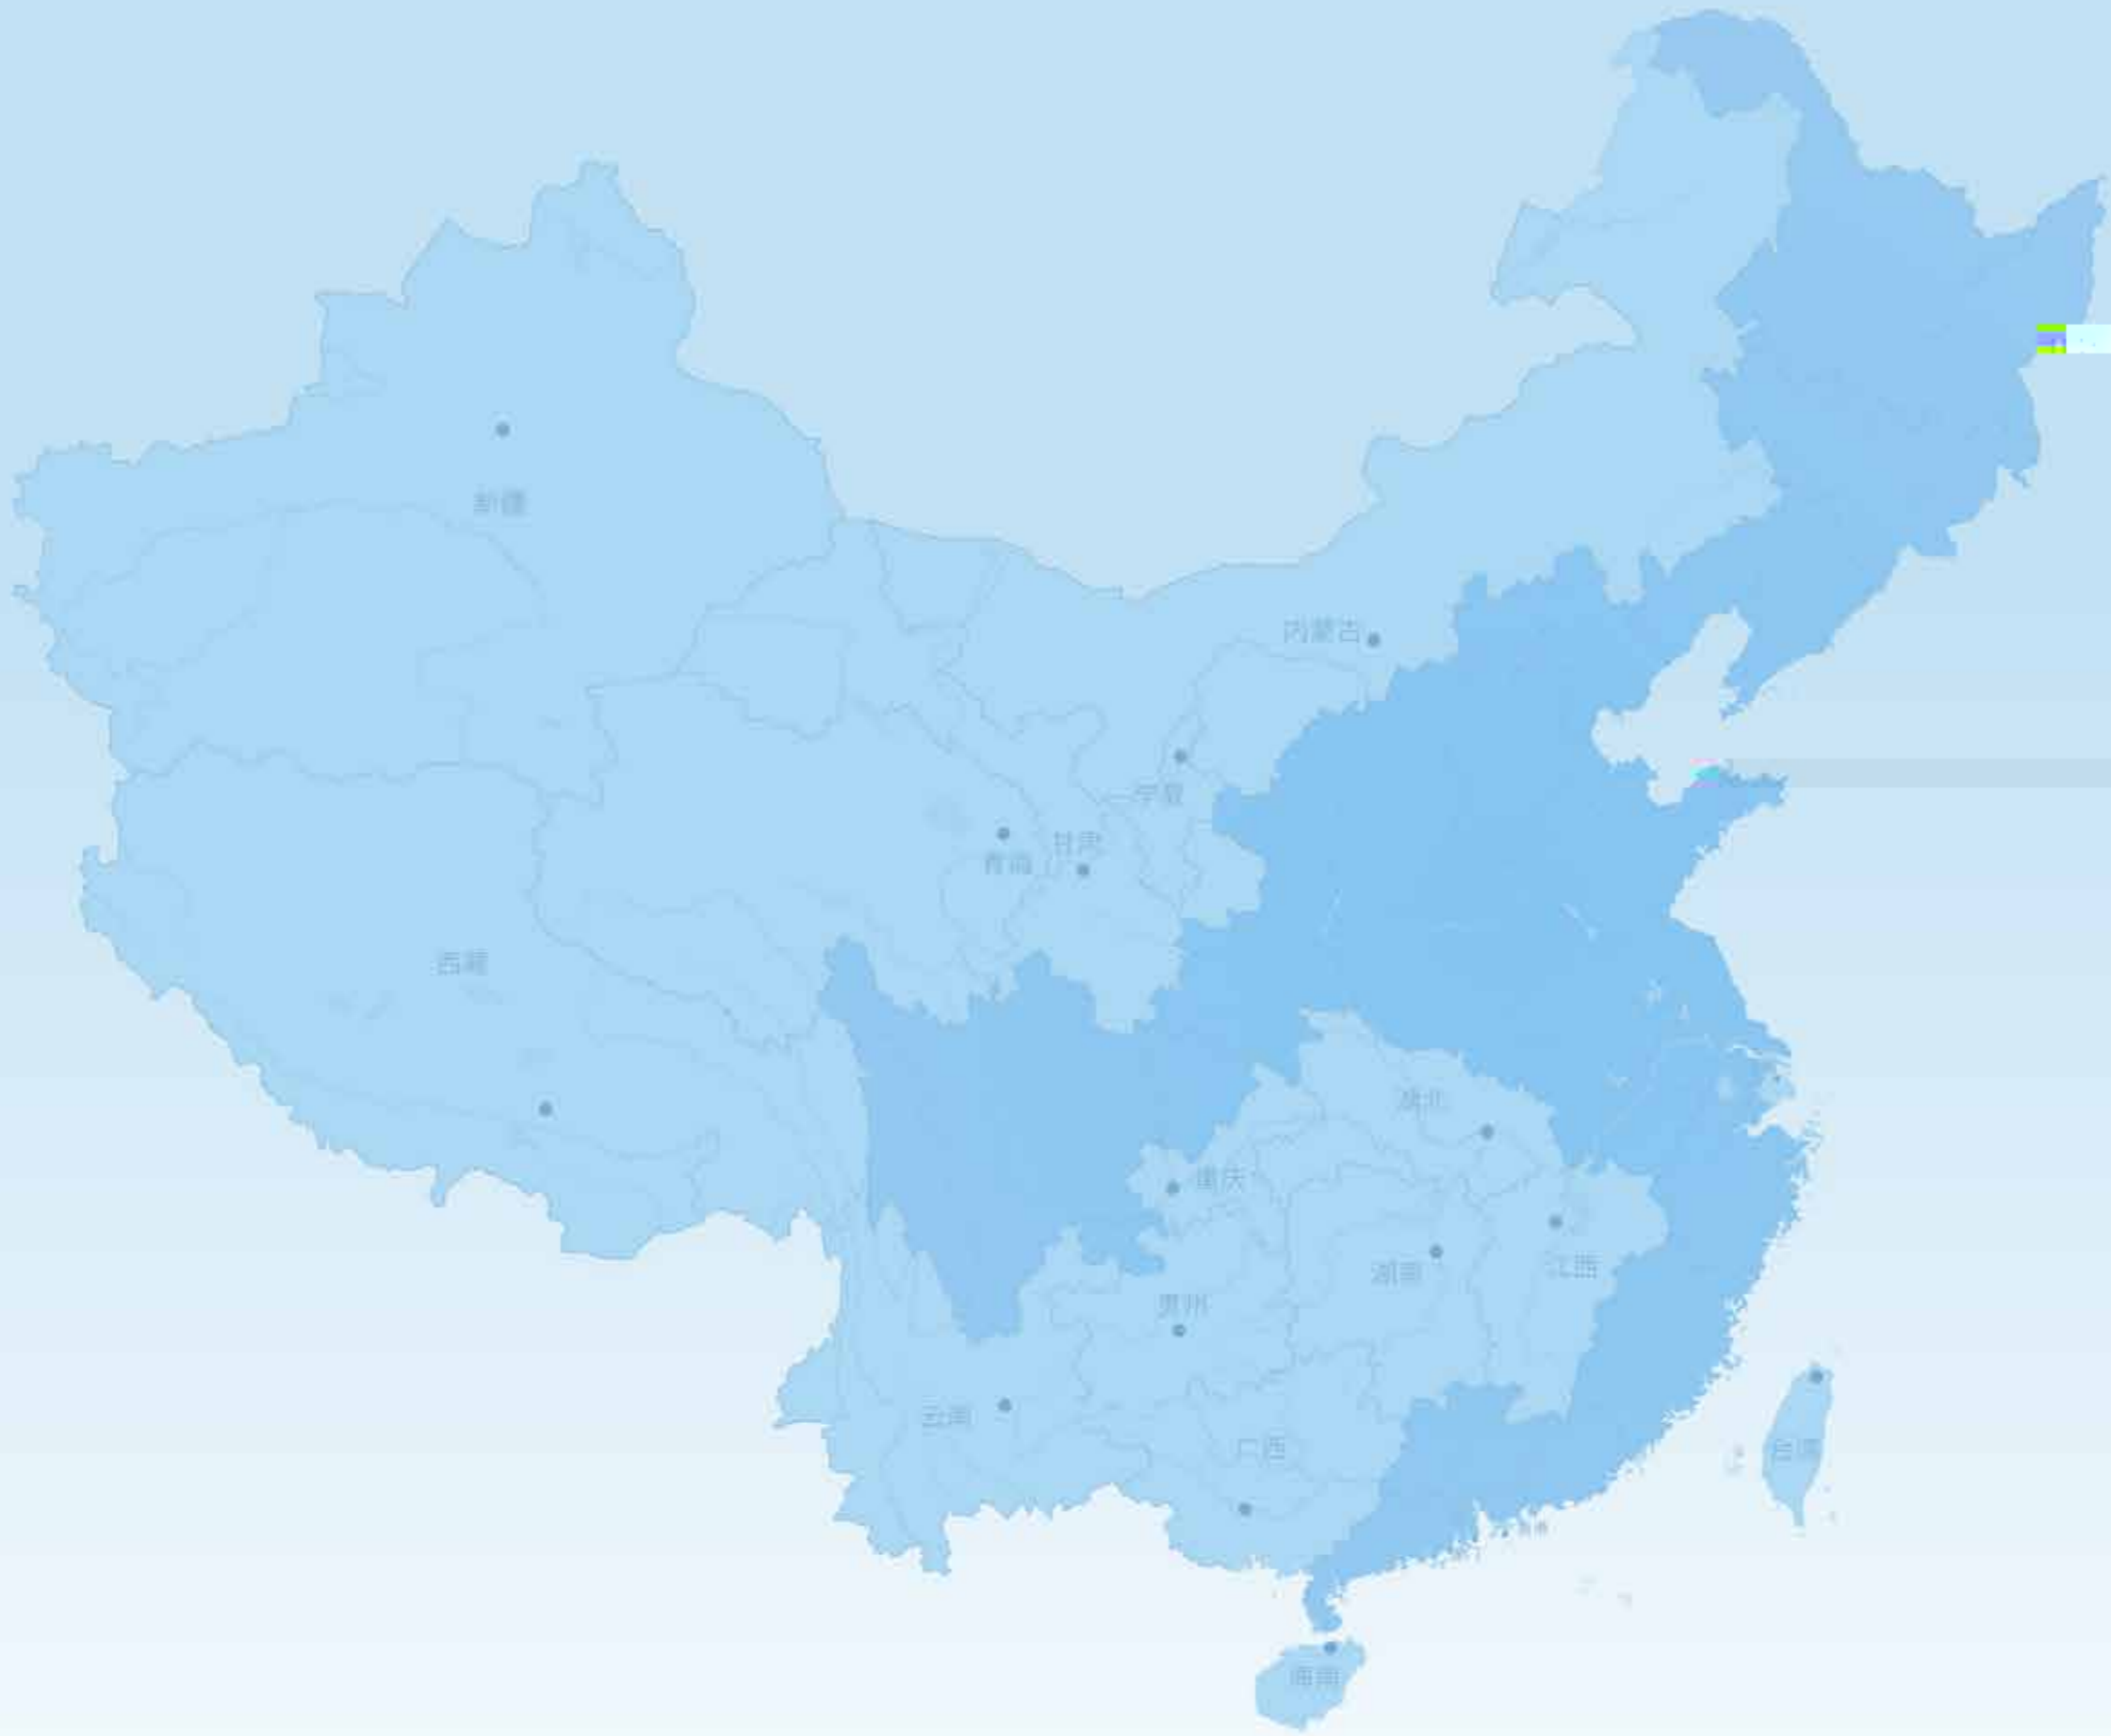 新疆
内蒙古
宁夏
甘肃
青海
西藏
湖北
重庆
湖南
江西
贵州
云南
广西
台湾
海南